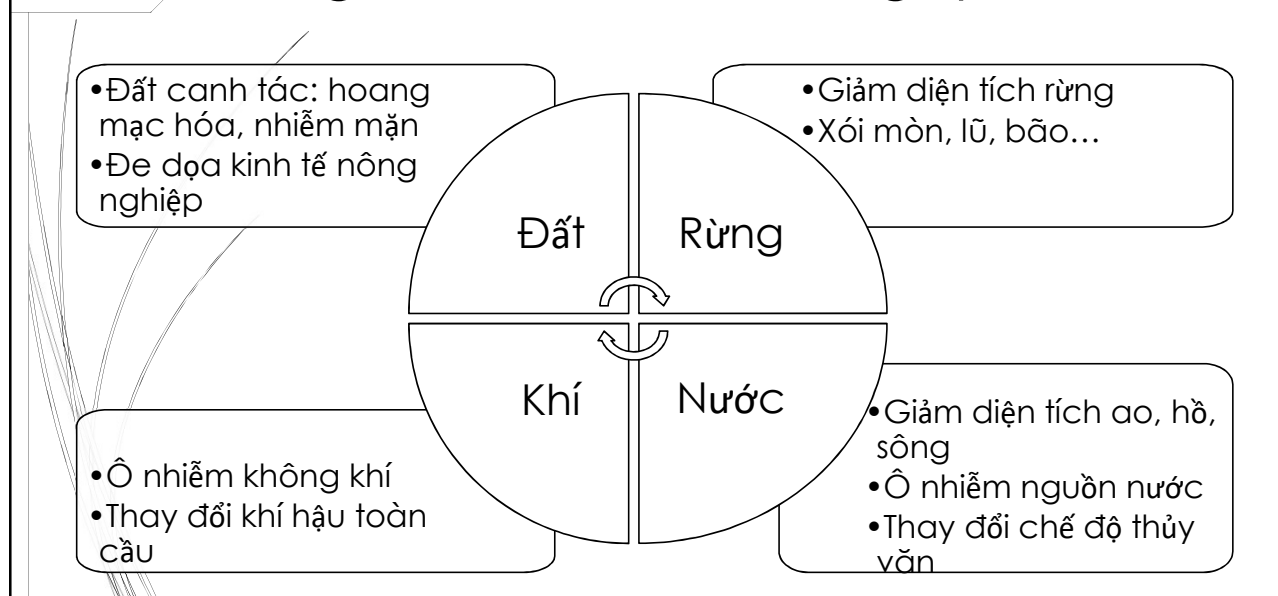 •Đất canh tác: hoang
mạc hóa, nhiễm mặn
•Đe dọa kinh tế nông
nghiệp
•Giảm diện tích rừng
•Xói mòn, lũ, bão…
Đất
Rừng
Khí
Nước
•Ô nhiễm không khí
•Thay đổi khí hậu toàn
cầu
•Giảm diện tích ao, hồ,
sông
•Ô nhiễm nguồn nước
•Thay đổi chế độ thủy
văn